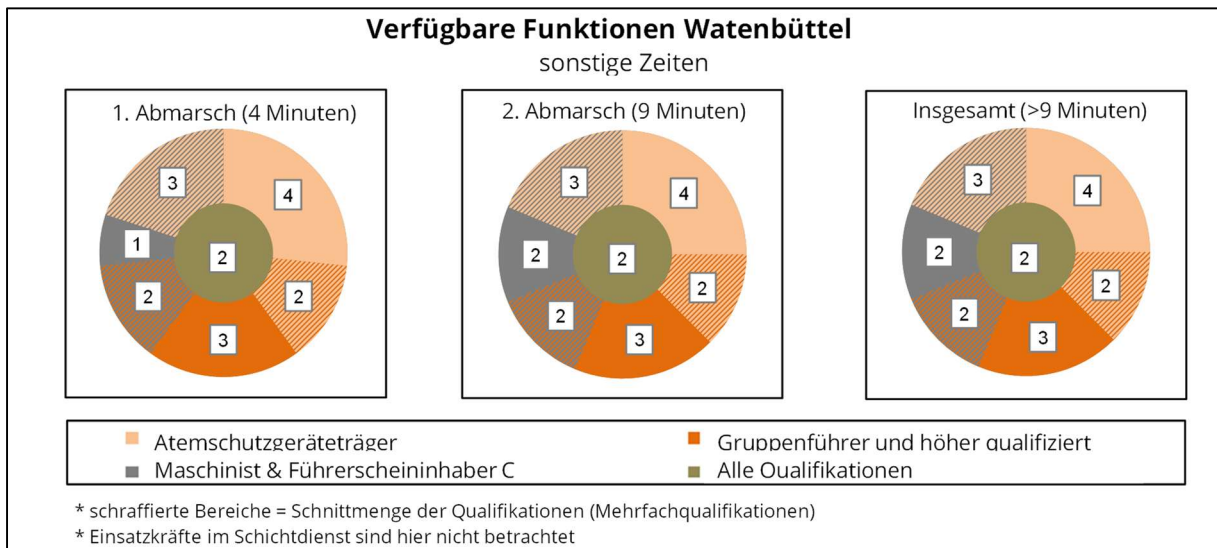 Verfügbare Funktionen Watenbüttel
sonstige Zeiten
1. Abmarsch (4 Minuten)
3
4
1
2
2
2
3
2. Abmarsch (9 Minuten)
3
4
2
2
2
2
3
Insgesamt (>9 Minuten)
3
4
2
2
2
2
3
Atemschutzgeräteträger
Gruppenführer und höher qualifiziert
Maschinist & Führerscheininhaber C
Alle Qualifikationen
* schraffierte Bereiche = Schnittmenge der Qualifikationen (Mehrfachqualifikationen)
* Einsatzkräfte im Schichtdienst sind hier nicht betrachtet